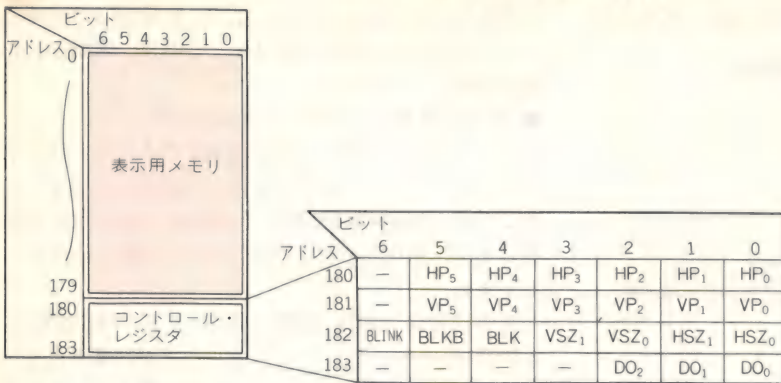 ビット
アドレス 6 5 4 3 2 1 0
0
表示用メモリ
179
180
コントロール・
レジスタ
183
ビット
アドレス 6 5 4 3 2 1 0
180 － HP₅ HP₄ HP₃ HP₂ HP₁ HP₀
181 － VP₅ VP₄ VP₃ VP₂ VP₁ VP₀
182 BLINK BLKB BLK VSZ₁ VSZ₀ HSZ₁ HSZ₀
183 － － － － DO₂ DO₁ DO₀